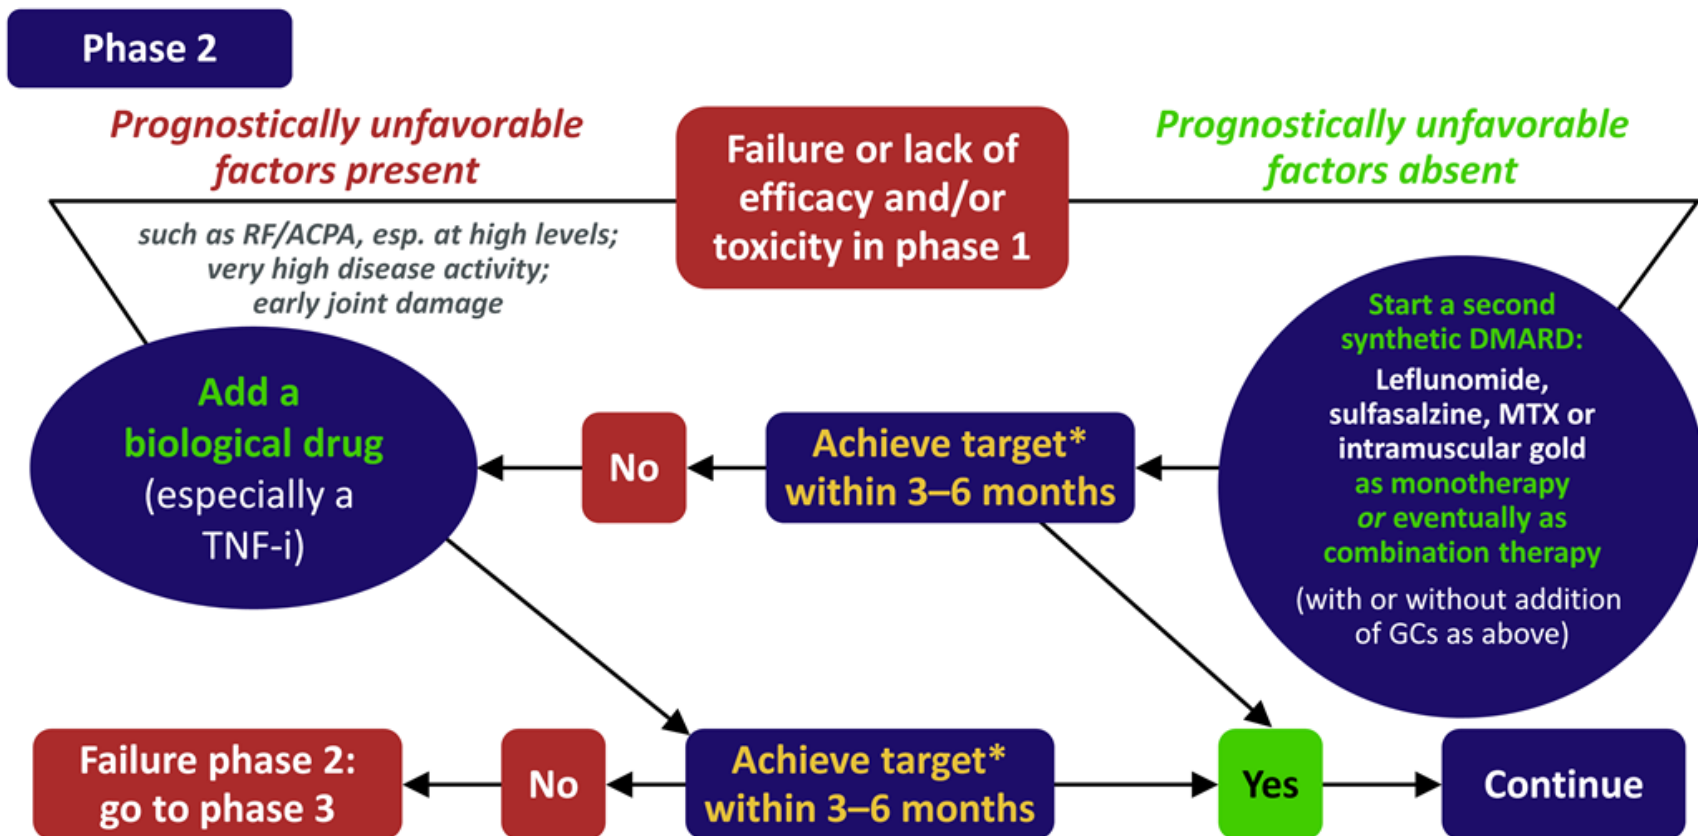 Phase 2
Prognostically unfavorable
factors present
such as RF/ACPA, esp. at high levels;
very high disease activity;
early joint damage
Failure or lack of
efficacy and/or
toxicity in phase 1
Prognostically unfavorable
factors absent
Add a
biological drug
(especially a
TNF-i)
No
Achieve target*
within 3–6 months
Start a second
synthetic DMARD:
Leflunomide,
sulfasalzine, MTX or
intramuscular gold
as monotherapy
or eventually as
combination therapy
(with or without addition
of GCs as above)
Failure phase 2:
go to phase 3
No
Achieve target*
within 3–6 months
Yes
Continue